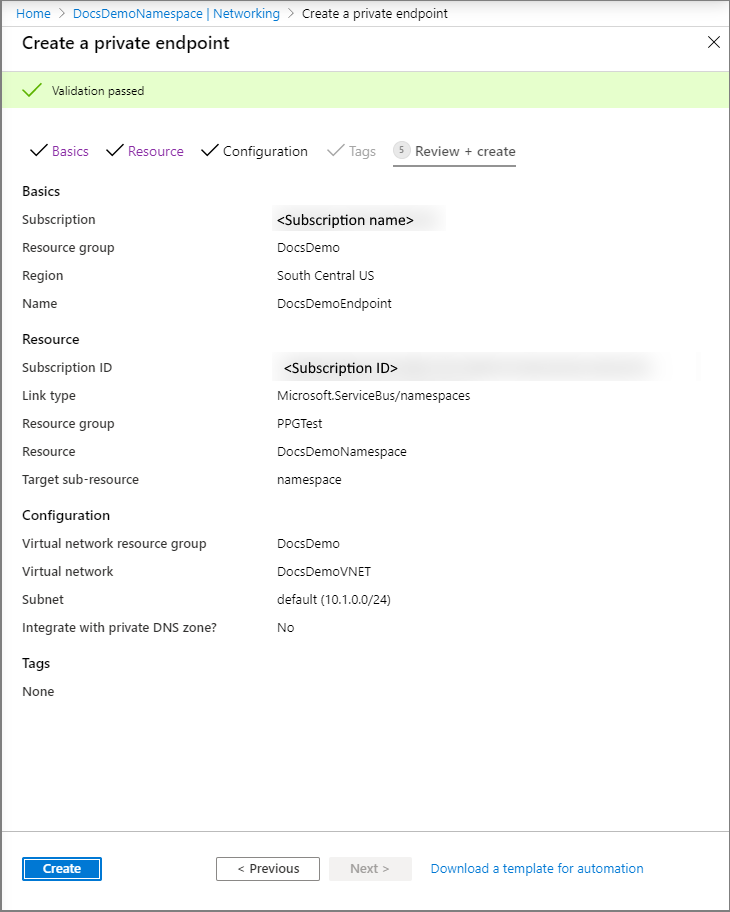 Home > DocsDemoNamespace | Networking > Create a private endpoint
Create a private endpoint
Validation passed
Basics Resource Configuration Tags 5 Review + create
Basics
Subscription <Subscription name>
Resource group DocsDemo
Region South Central US
Name DocsDemoEndpoint
Resource
Subscription ID <Subscription ID>
Link type Microsoft.ServiceBus/namespaces
Resource group PPGTest
Resource DocsDemoNamespace
Target sub-resource namespace
Configuration
Virtual network resource group DocsDemo
Virtual network DocsDemoVNET
Subnet default (10.1.0.0/24)
Integrate with private DNS zone? No
Tags
None
Create < Previous Next > Download a template for automation